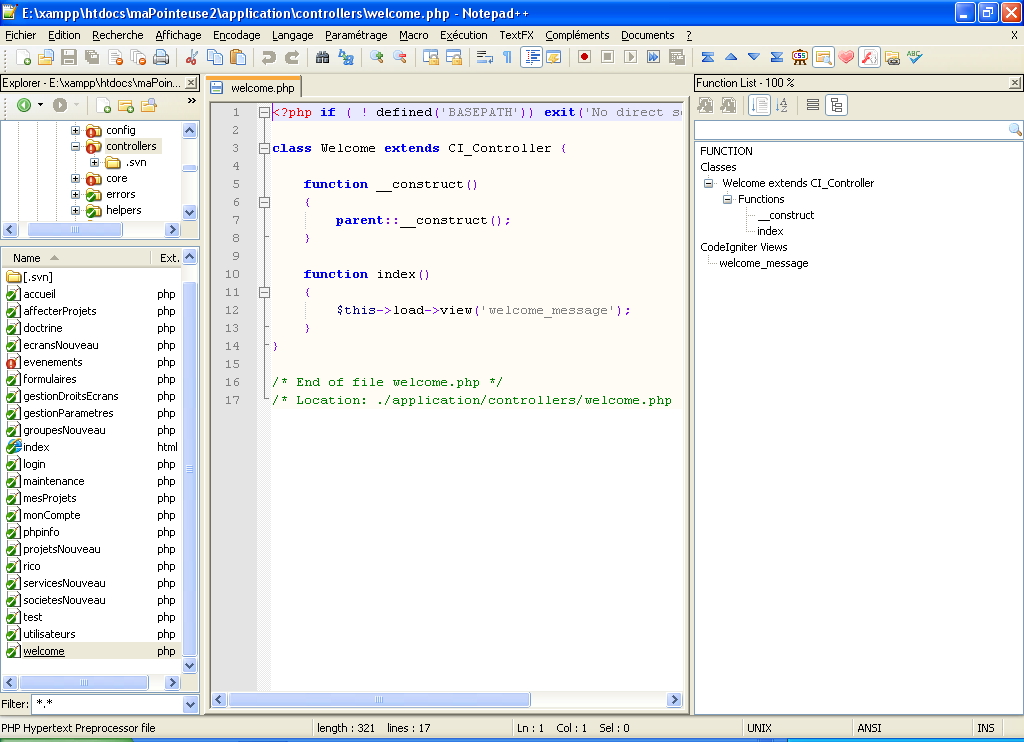 E:\xampp\htdocs\maPointeuse2\application\controllers\welcome.php - Notepad++
Fichier Edition Recherche Affichage Encodage Langage Paramétrage Macro Exécution TextFX Compléments Documents ? X
Explorer - E:\xampp\htdocs\maPoin...
config
controllers
.svn
core
errors
helpers
Name Ext.
[.svn]
accueil php
affecterProjets php
doctrine php
ecransNouveau php
evenements php
formulaires php
gestionDroitsEcrans php
gestionParametres php
groupesNouveau php
index html
login php
maintenance php
mesProjets php
monCompte php
phpinfo php
projetsNouveau php
rico php
servicesNouveau php
societesNouveau php
test php
utilisateurs php
welcome php
Filter: *.*
welcome.php
1 <?php if ( ! defined('BASEPATH')) exit('No direct s
2
3 class Welcome extends CI_Controller {
4
5 function __construct()
6 {
7 parent::__construct();
8 }
9
10 function index()
11 {
12 $this->load->view('welcome_message');
13 }
14 }
15
16 /* End of file welcome.php */
17 /* Location: ./application/controllers/welcome.php
Function List - 100 %
FUNCTION
Classes
Welcome extends CI_Controller
Functions
__construct
index
CodeIgniter Views
welcome_message
PHP Hypertext Preprocessor file length : 321 lines : 17 Ln : 1 Col : 1 Sel : 0 UNIX ANSI INS